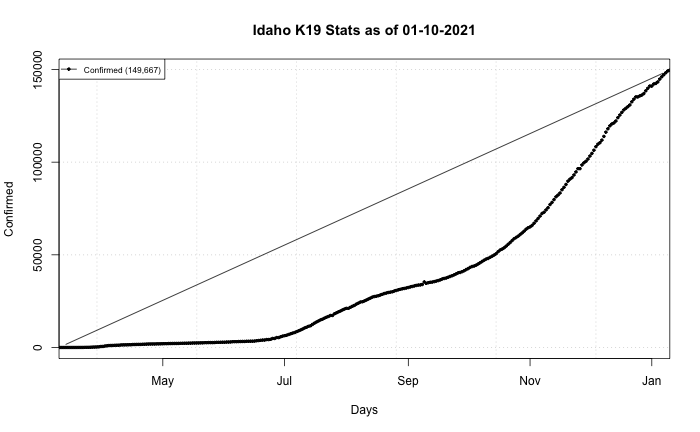 Idaho K19 Stats as of 01-10-2021
Confirmed (149,667)
150000
100000
50000
0
Confirmed
May
Jul
Sep
Nov
Jan
Days